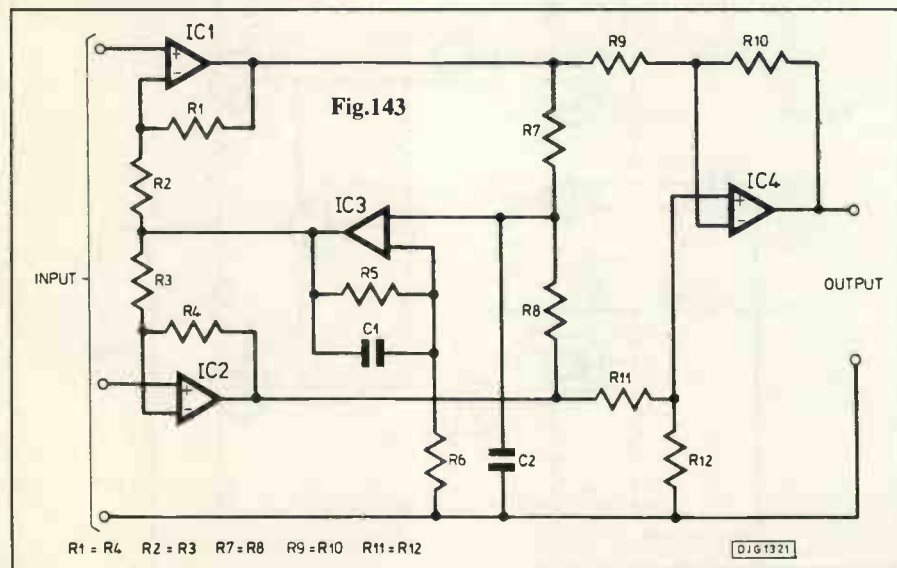 IC1
R9
R10
R1
Fig.143
R7
R2
IC4
IC3
INPUT
R3
R5
OUTPUT
R4
R8
C1
IC2
R11
R6
C2
R12
R1 = R4 R2 = R3 R7 = R8 R9 = R10 R11 = R12
DJG1321